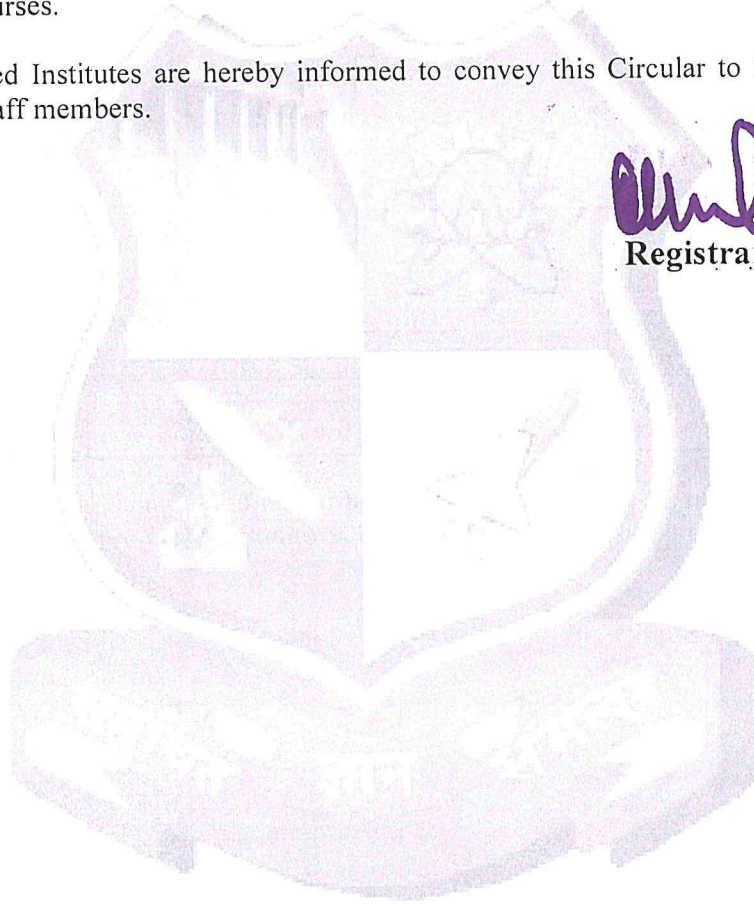 urses.
ed Institutes are hereby informed to convey this Circular to
aff members.
Registra
ज्ञान